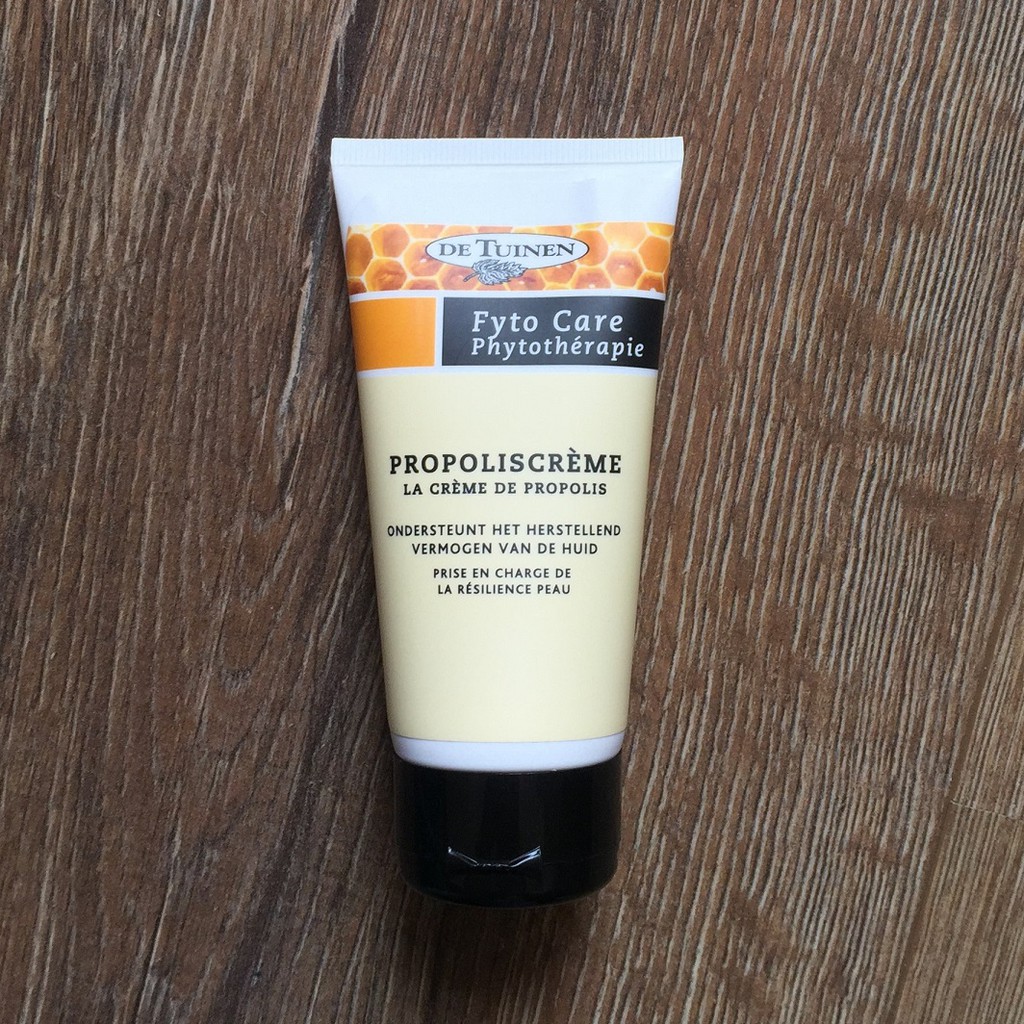 DE TUINEN
Fyto Care
Phytothérapie
PROPOLISCRÈME
LA CRÈME DE PROPOLIS
ONDERSTEUNT HET HERSTELLEND
VERMOGEN VAN DE HUID
PRISE EN CHARGE DE
LA RÉSILIENCE PEAU